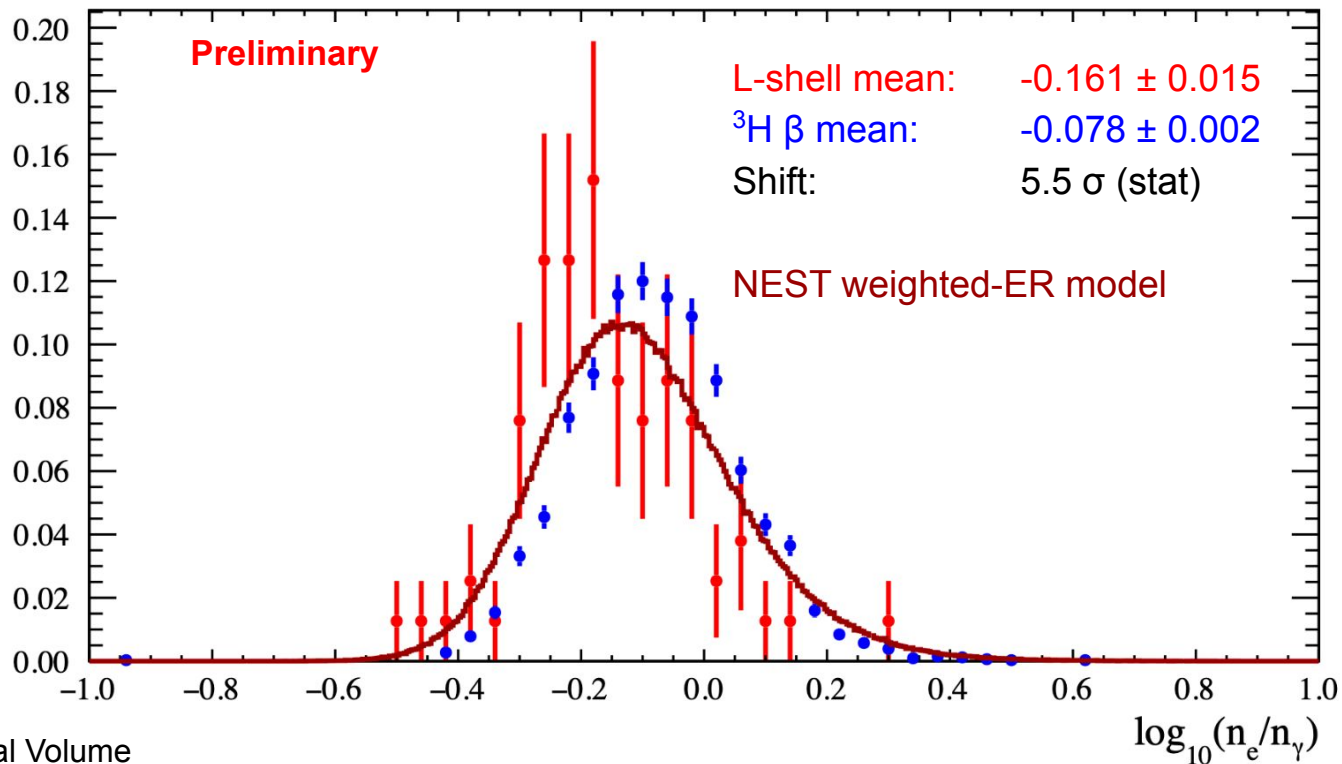 0.20
0.18
0.16
0.14
0.12
0.10
0.08
0.06
0.04
0.02
0.00
Preliminary
L-shell mean: -0.161 ± 0.015
³H β mean: -0.078 ± 0.002
Shift: 5.5 σ (stat)
NEST weighted-ER model
−1.0 −0.8 −0.6 −0.4 −0.2 0.0 0.2 0.4 0.6 0.8 1.0
log₁₀(nₑ/nᵧ)
al Volume